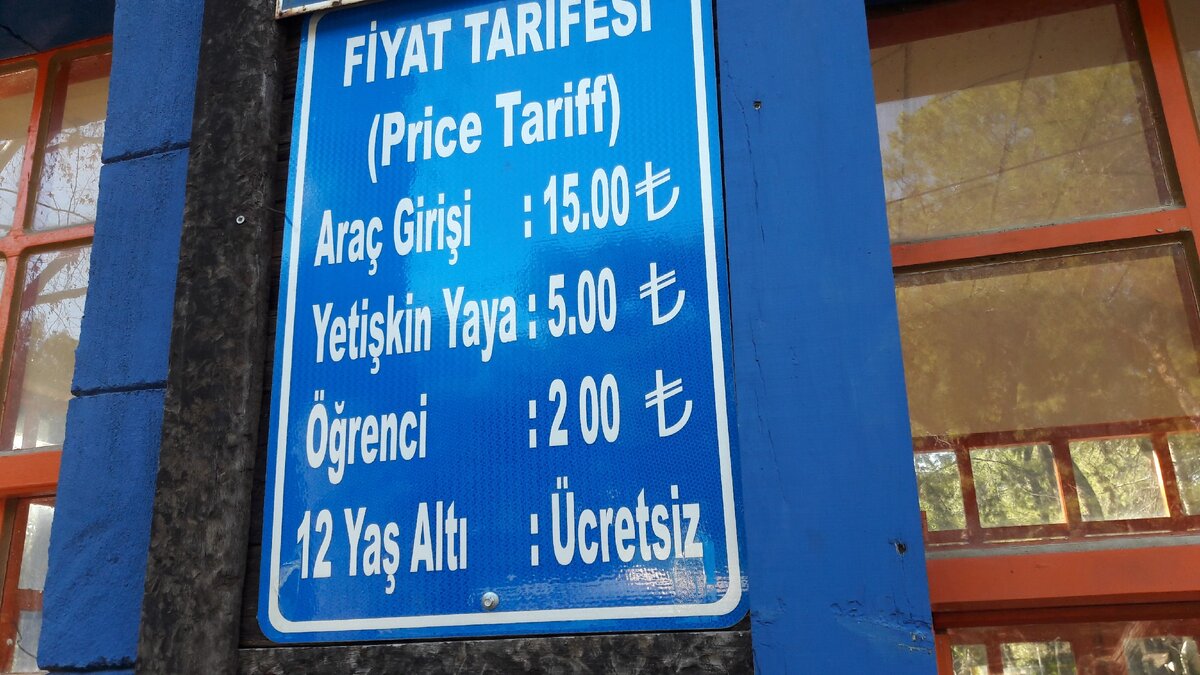 FİYAT TARİFESİ
(Price Tariff)
Araç Girişi : 15.00 ₺
Yetişkin Yaya : 5.00 ₺
Öğrenci : 2 00 ₺
12 Yaş Altı : Ücretsiz